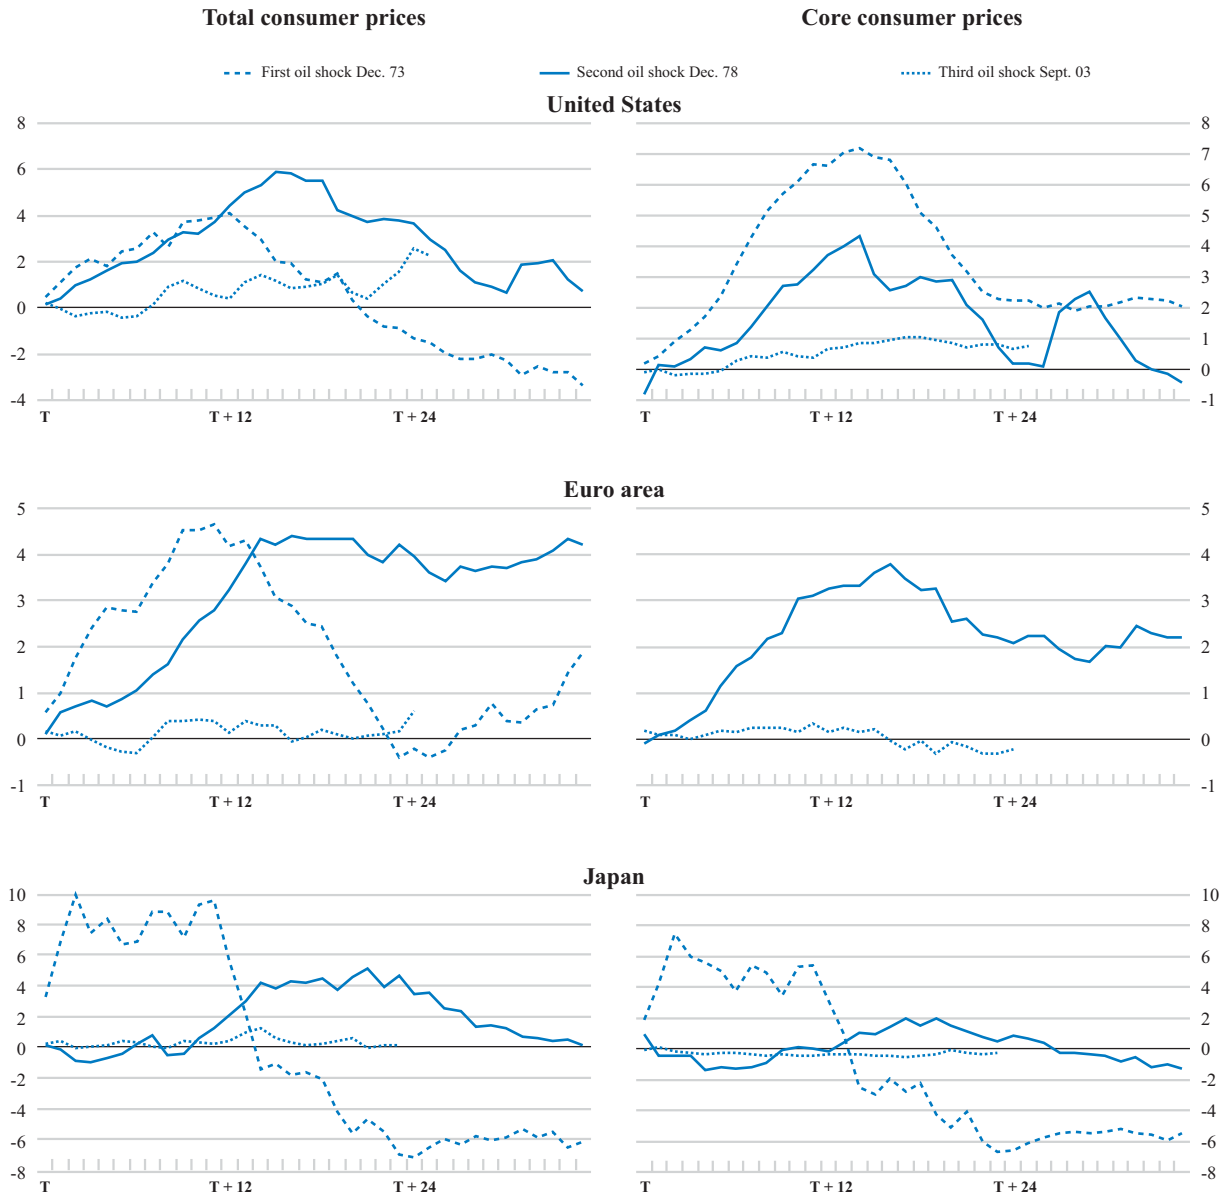 Total consumer prices
Core consumer prices
First oil shock Dec. 73
Second oil shock Dec. 78
Third oil shock Sept. 03
United States
8
6
4
2
0
-2
-4
T
T + 12
T + 24
8
7
6
5
4
3
2
1
0
-1
T
T + 12
T + 24
Euro area
5
4
3
2
1
0
-1
T
T + 12
T + 24
5
4
3
2
1
0
-1
T
T + 12
T + 24
Japan
10
8
6
4
2
0
-2
-4
-6
-8
T
T + 12
T + 24
10
8
6
4
2
0
-2
-4
-6
-8
T
T + 12
T + 24